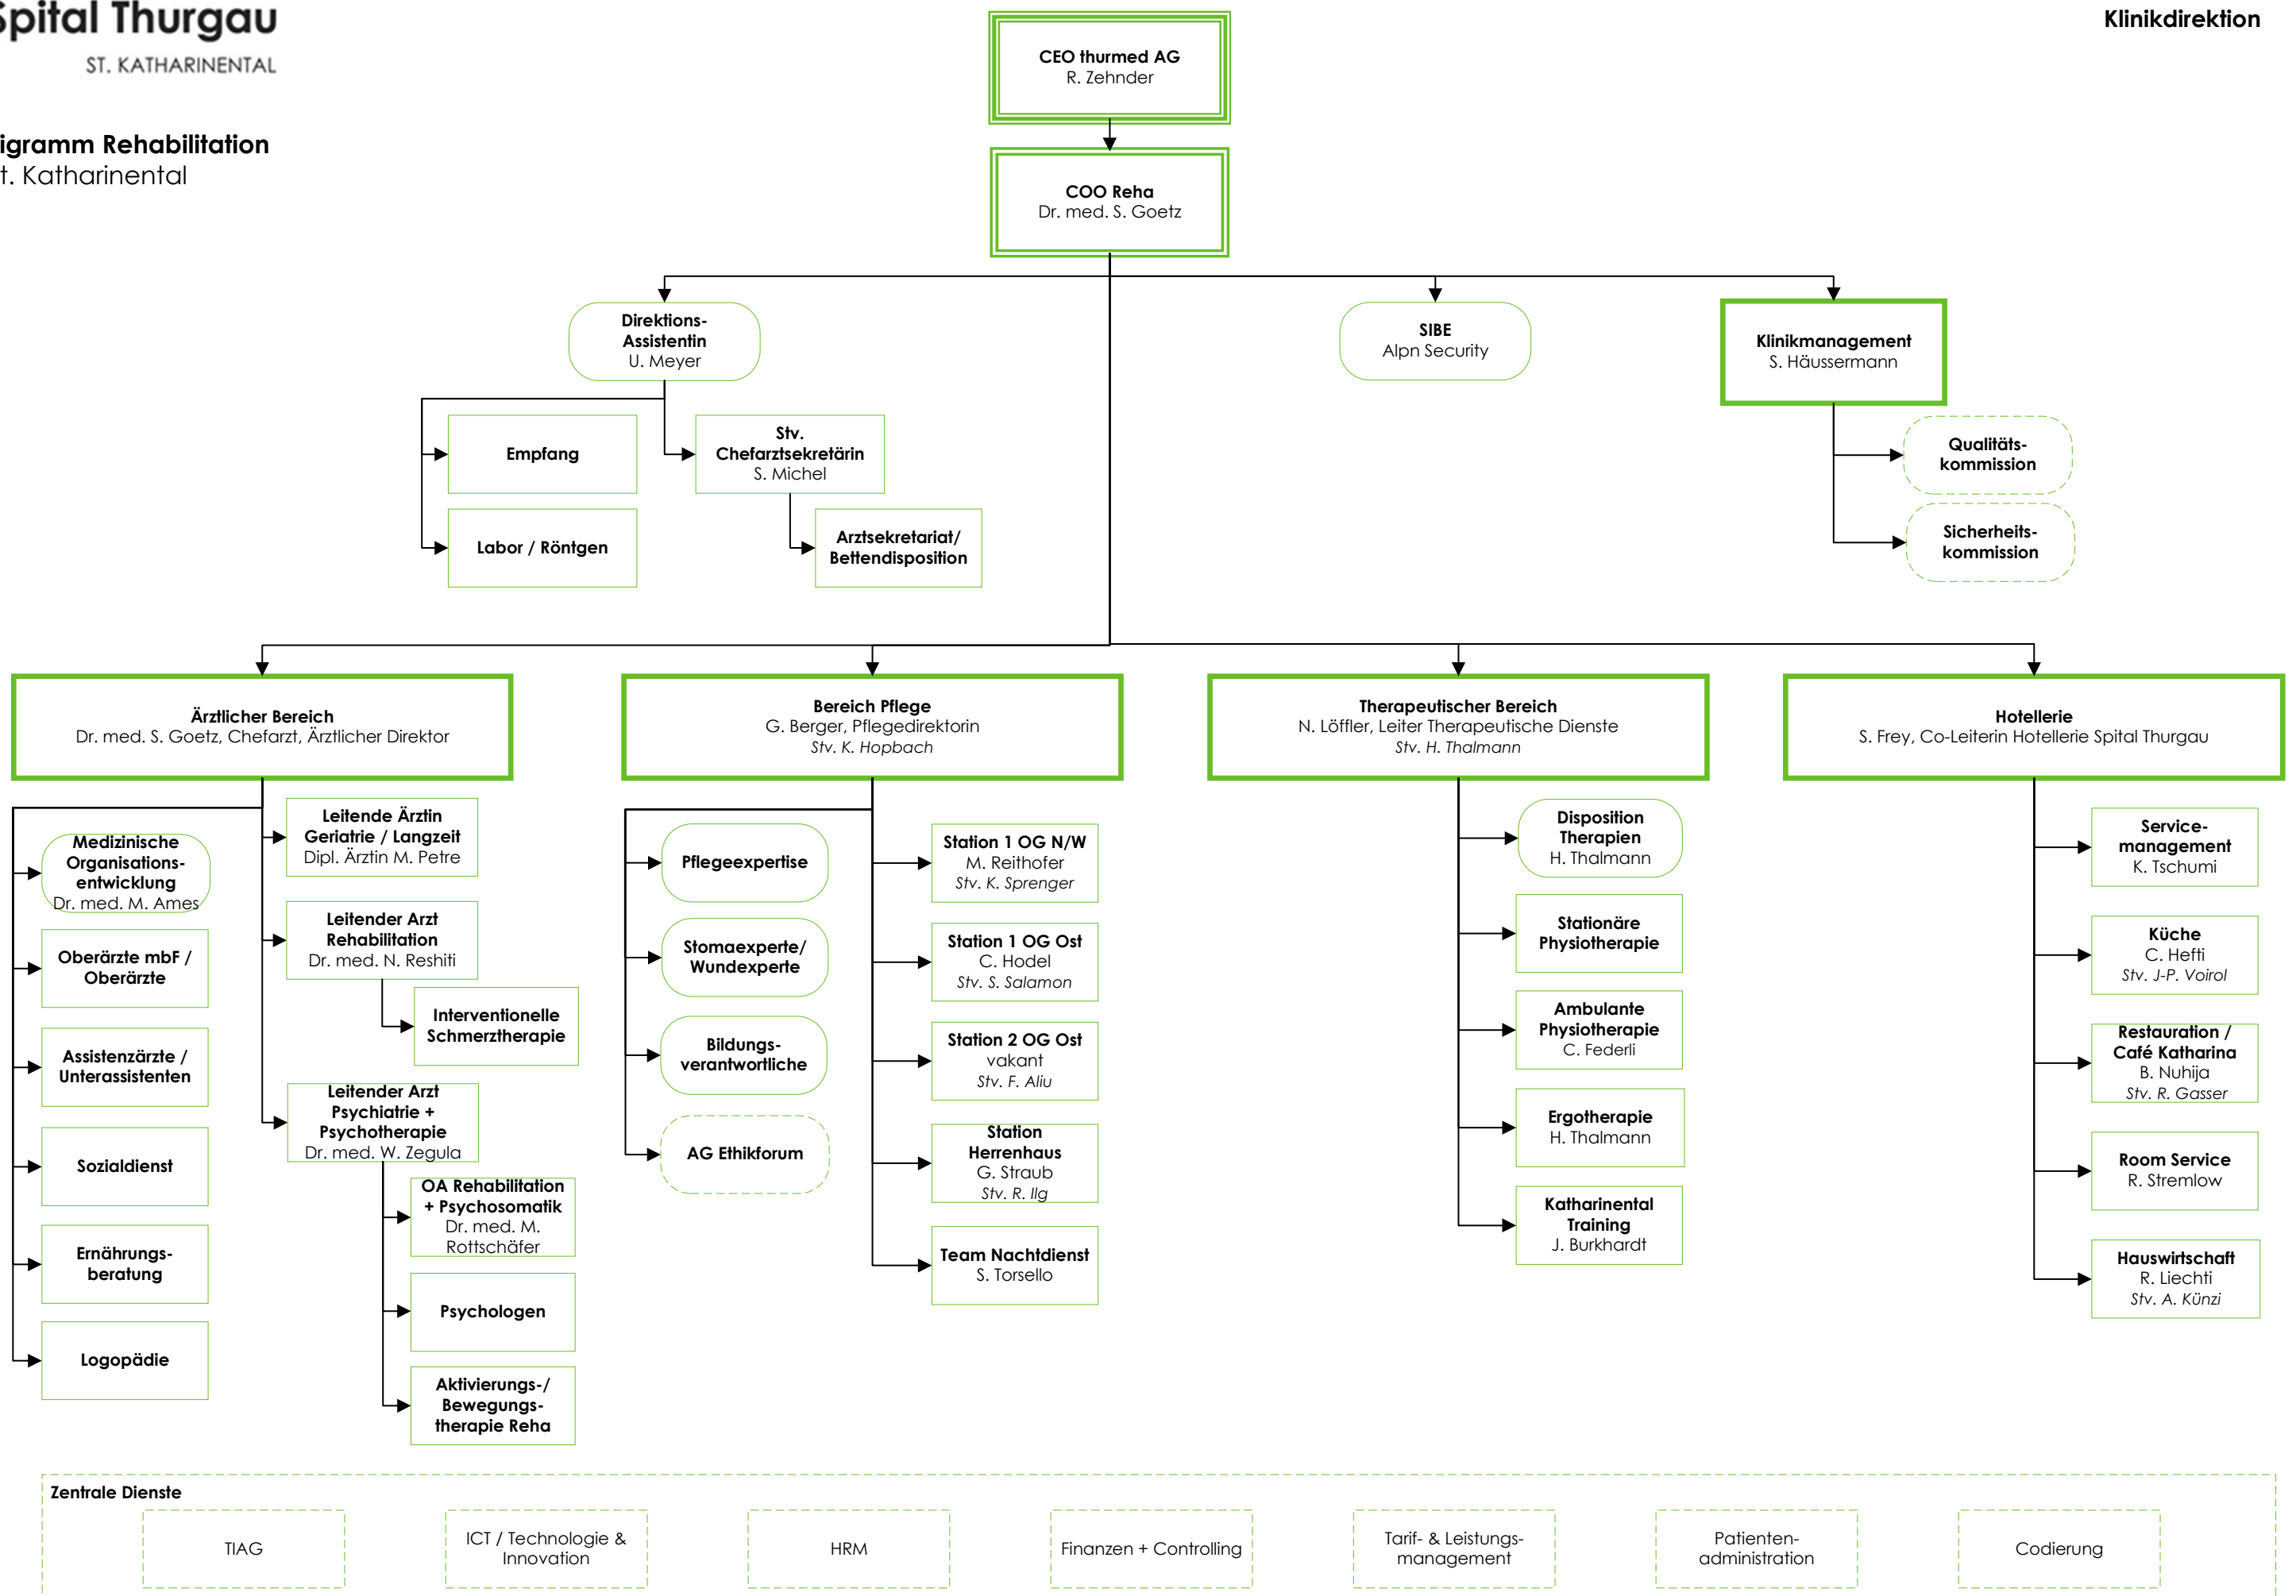 Spital Thurgau
ST. KATHARINENTAL
Klinikdirektion
igramm Rehabilitation
t. Katharinental
CEO thurmed AG
R. Zehnder
COO Reha
Dr. med. S. Goetz
Direktions-
Assistentin
U. Meyer
SIBE
Alpn Security
Klinikmanagement
S. Häussermann
Empfang
Stv.
Chefarztsekretärin
S. Michel
Labor / Röntgen
Arztsekretariat/
Bettendisposition
Qualitäts-
kommission
Sicherheits-
kommission
Ärztlicher Bereich
Dr. med. S. Goetz, Chefarzt, Ärztlicher Direktor
Bereich Pflege
G. Berger, Pflegedirektorin
Stv. K. Hopbach
Therapeutischer Bereich
N. Löffler, Leiter Therapeutische Dienste
Stv. H. Thalmann
Hotellerie
S. Frey, Co-Leiterin Hotellerie Spital Thurgau
Medizinische
Organisations-
entwicklung
Dr. med. M. Ames
Oberärzte mbF /
Oberärzte
Assistenzärzte /
Unterassistenten
Sozialdienst
Ernährungs-
beratung
Logopädie
Leitende Ärztin
Geriatrie / Langzeit
Dipl. Ärztin M. Petre
Leitender Arzt
Rehabilitation
Dr. med. N. Reshiti
Interventionelle
Schmerztherapie
Leitender Arzt
Psychiatrie +
Psychotherapie
Dr. med. W. Zegula
OA Rehabilitation
+ Psychosomatik
Dr. med. M.
Rottschäfer
Psychologen
Aktivierungs-/
Bewegungs-
therapie Reha
Pflegeexpertise
Stomaexperte/
Wundexperte
Bildungs-
verantwortliche
AG Ethikforum
Station 1 OG N/W
M. Reithofer
Stv. K. Sprenger
Station 1 OG Ost
C. Hodel
Stv. S. Salamon
Station 2 OG Ost
vakant
Stv. F. Aliu
Station
Herrenhaus
G. Straub
Stv. R. Ilg
Team Nachtdienst
S. Torsello
Disposition
Therapien
H. Thalmann
Stationäre
Physiotherapie
Ambulante
Physiotherapie
C. Federli
Ergotherapie
H. Thalmann
Katharinental
Training
J. Burkhardt
Service-
management
K. Tschumi
Küche
C. Hefti
Stv. J-P. Voirol
Restauration /
Café Katharina
B. Nuhija
Stv. R. Gasser
Room Service
R. Stremlow
Hauswirtschaft
R. Liechti
Stv. A. Künzi
Zentrale Dienste
TIAG
ICT / Technologie &
Innovation
HRM
Finanzen + Controlling
Tarif- & Leistungs-
management
Patienten-
administration
Codierung